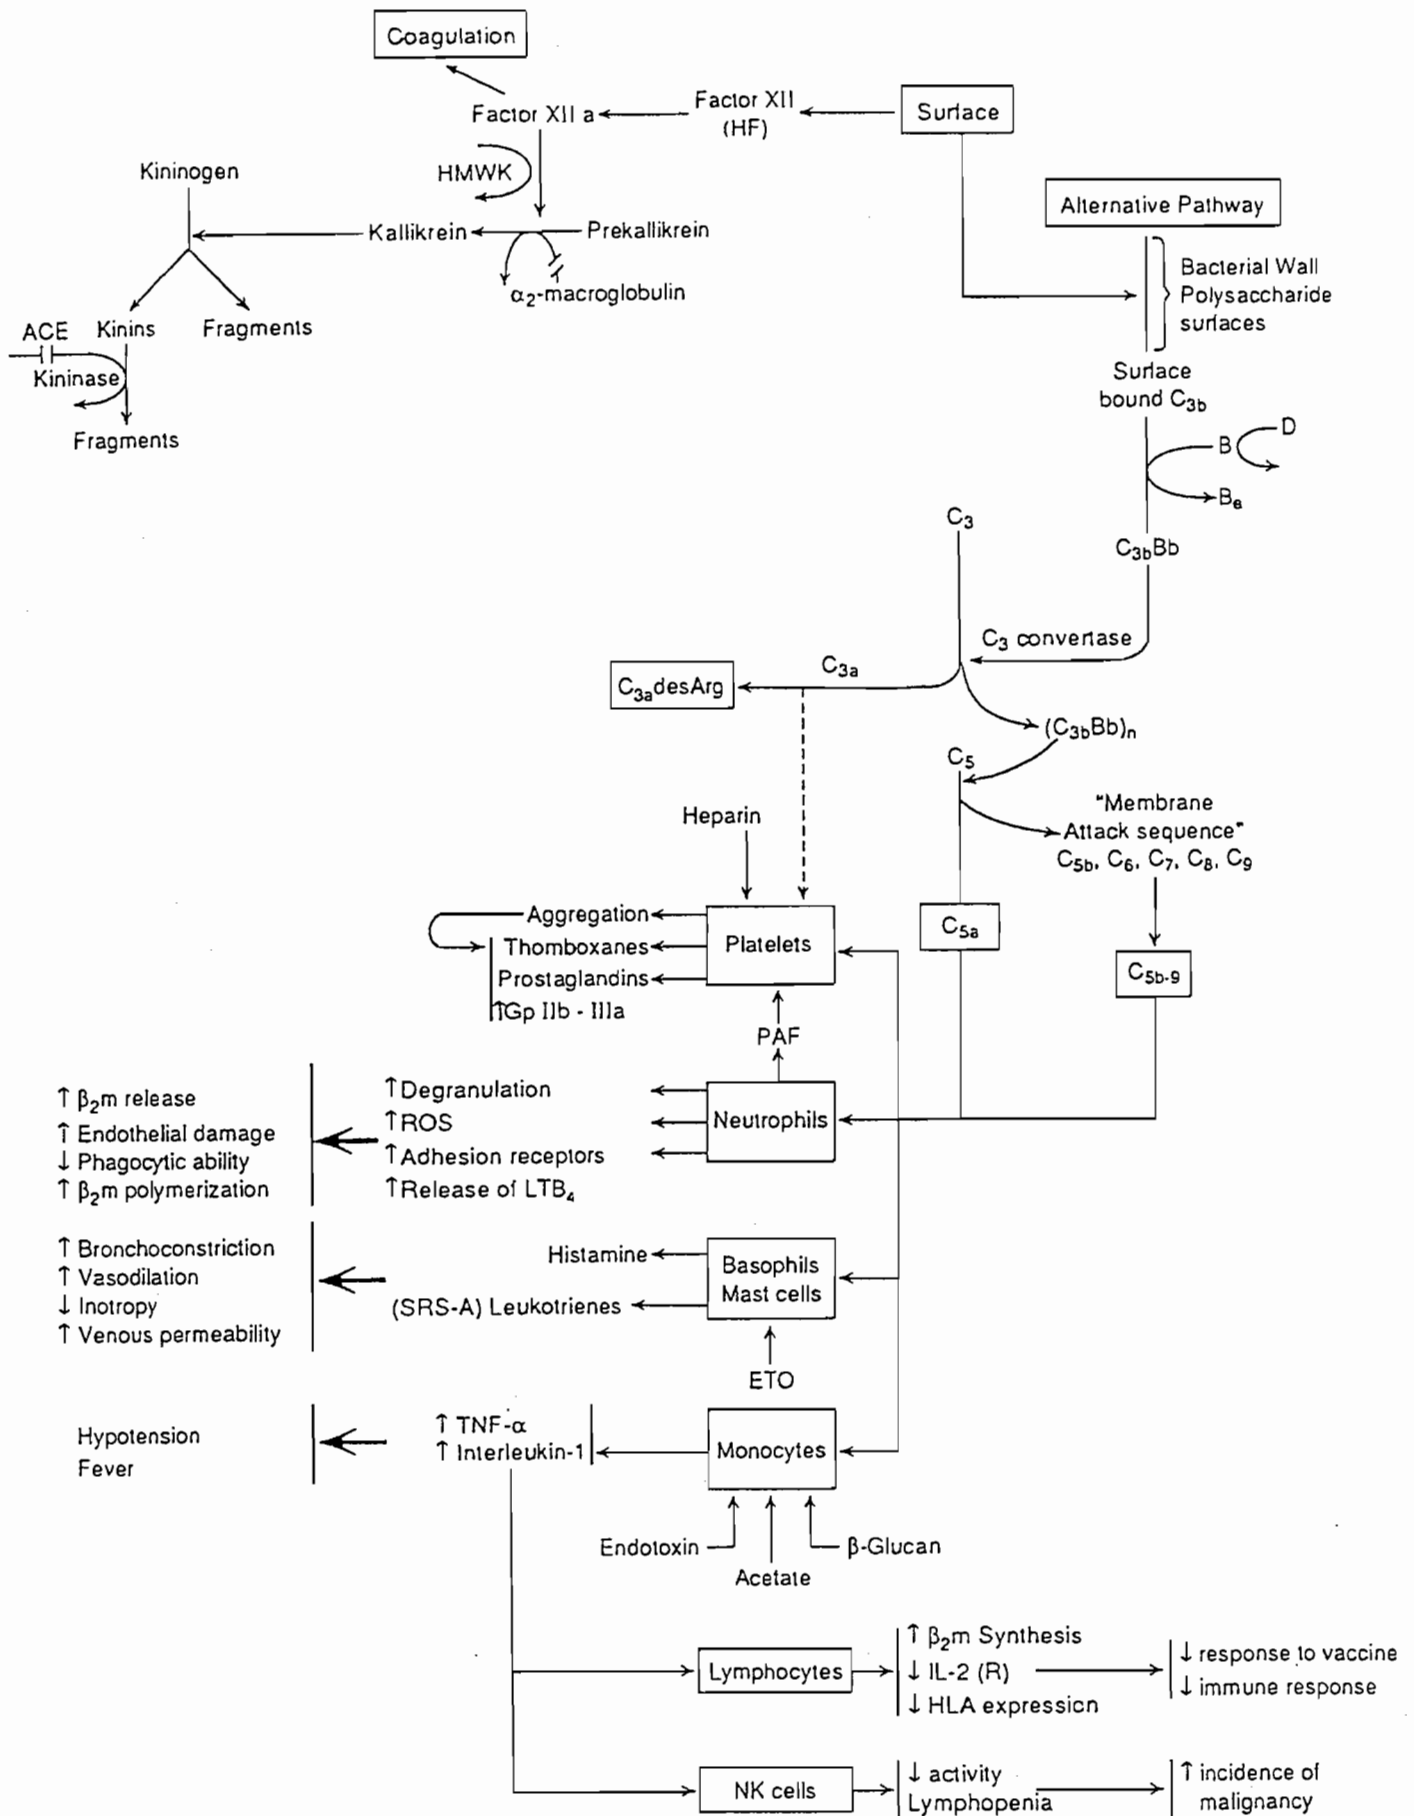 Coagulation
Factor XII a
Factor XII
(HF)
Surface
HMWK
Kininogen
Kallikrein
Prekallikrein
α₂-macroglobulin
Alternative Pathway
Bacterial Wall
Polysaccharide
surfaces
ACE
Kinins
Fragments
Kininase
Fragments
Surface
bound C₃b
B
D
Bₐ
C₃bBb
C₃
C₃ convertase
C₃a
C₃adesArg
(C₃bBb)n
C₅
"Membrane
Attack sequence"
C₅b, C₆, C₇, C₈, C₉
Heparin
Aggregation
Thomboxanes
Prostaglandins
↑Gp IIb - IIIa
Platelets
C₅a
C₅b-9
PAF
↑ β₂m release
↑ Endothelial damage
↓ Phagocytic ability
↑ β₂m polymerization
↑Degranulation
↑ROS
↑Adhesion receptors
↑Release of LTB₄
Neutrophils
↑ Bronchoconstriction
↑ Vasodilation
↓ Inotropy
↑ Venous permeability
Histamine
(SRS-A) Leukotrienes
Basophils
Mast cells
ETO
Hypotension
Fever
↑ TNF-α
↑ Interleukin-1
Monocytes
Endotoxin
Acetate
β-Glucan
Lymphocytes
↑ β₂m Synthesis
↓ IL-2 (R)
↓ HLA expression
↓ response to vaccine
↓ immune response
NK cells
↓ activity
Lymphopenia
↑ incidence of
malignancy